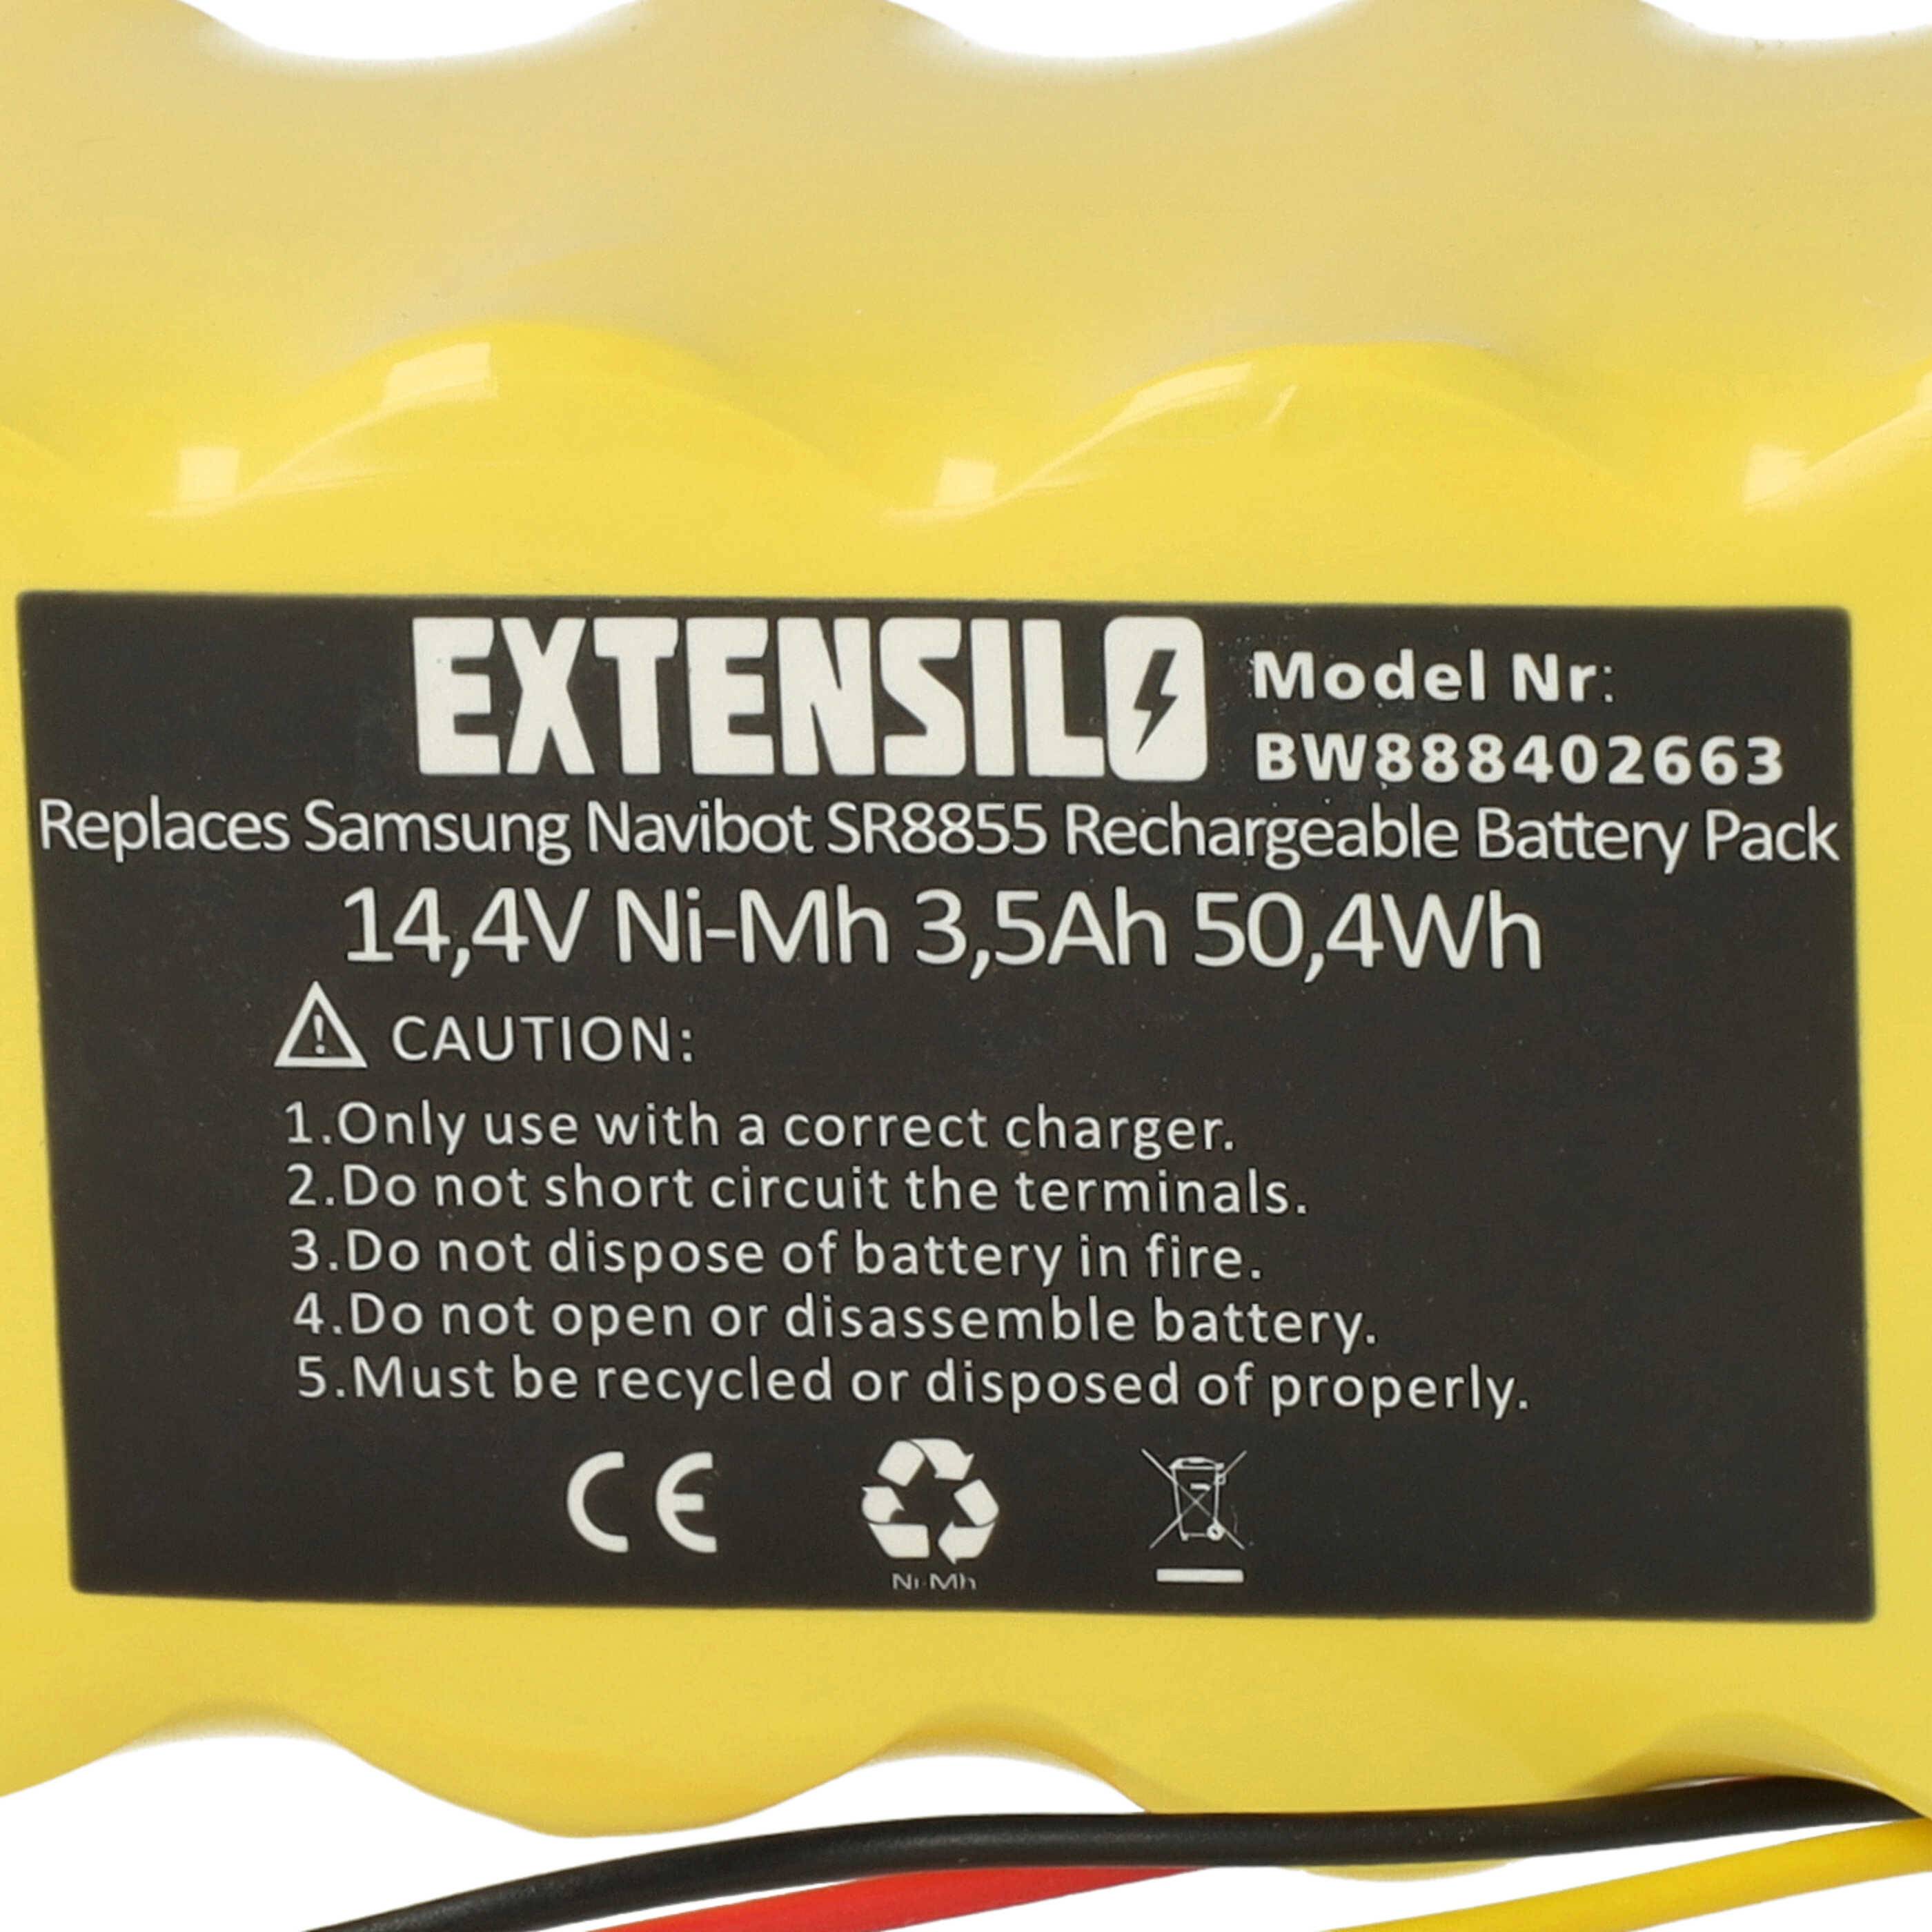 EXTENSILO
Model Nr:
BW888402663
Replaces Samsung Navibot SR8855 Rechargeable Battery Pack
14,4V Ni-Mh 3,5Ah 50,4Wh
CAUTION:
1.Only use with a correct charger.
2.Do not short circuit the terminals.
3.Do not dispose of battery in fire.
4.Do not open or disassemble battery.
5.Must be recycled or disposed of properly.
CE
Ni-Mh